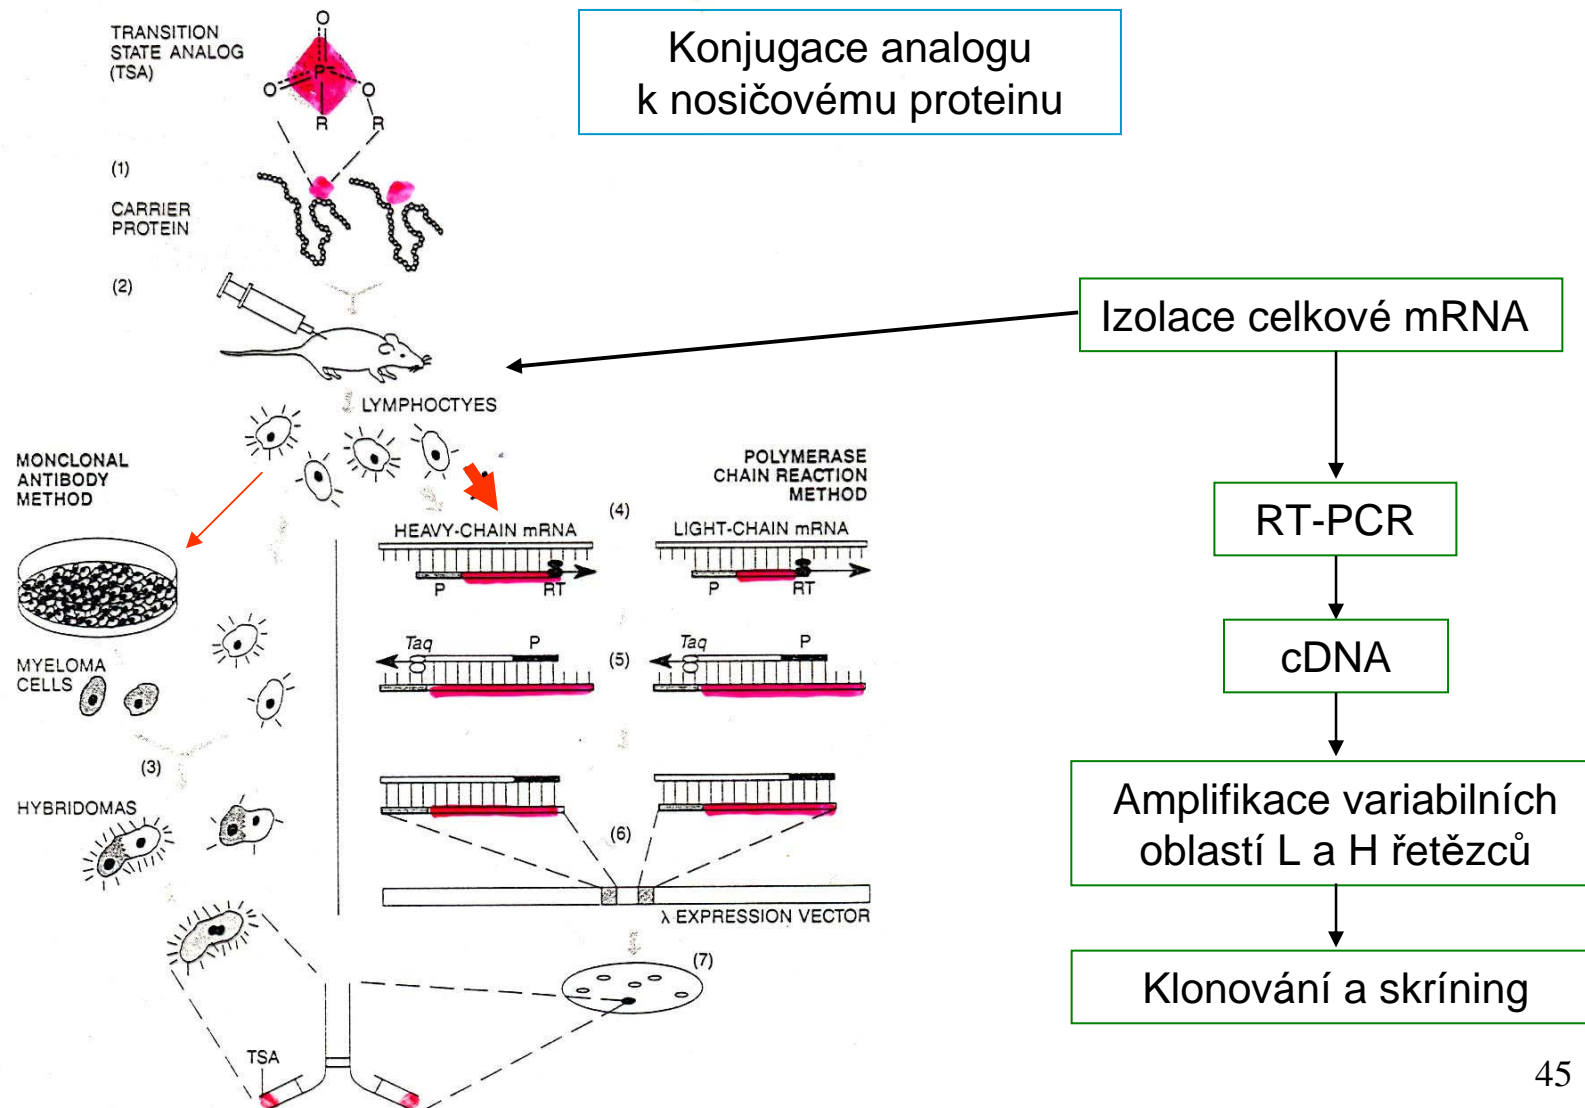 TRANSITION
STATE ANALOG
(TSA)
O
P
O
O
R
R
Konjugace analogu
k nosičovému proteinu
(1)
CARRIER
PROTEIN
(2)
Izolace celkové mRNA
LYMPHOCTYES
MONCLONAL
ANTIBODY
METHOD
POLYMERASE
CHAIN REACTION
METHOD
(4)
HEAVY-CHAIN mRNA
LIGHT-CHAIN mRNA
P
RT
P
RT
RT-PCR
Taq
P
(5)
Taq
P
cDNA
MYELOMA
CELLS
(3)
HYBRIDOMAS
(6)
Amplifikace variabilních
oblastí L a H řetězců
λ EXPRESSION VECTOR
(7)
Klonování a skríning
TSA
45